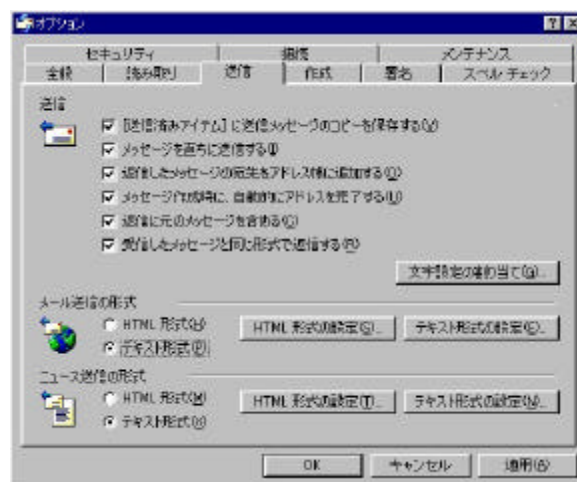 オプション
セキュリティ 接続 メンテナンス
全般 読み取り 送信 作成 署名 スペル チェック
送信
[送信済みアイテム] に送信メッセージのコピーを保存する(V)
メッセージを直ちに送信する(I)
返信したメッセージの宛先をアドレス帳に追加する(O)
メッセージ作成時に、自動的にアドレスを完了する(U)
返信に元のメッセージを含める(C)
受信したメッセージと同じ形式で返信する(R)
文字設定の割り当て(G)...
メール送信の形式
HTML 形式(H) HTML 形式の設定(S)... テキスト形式の設定(E)...
テキスト形式(P)
ニュース送信の形式
HTML 形式(M) HTML 形式の設定(T)... テキスト形式の設定(N)...
テキスト形式(X)
OK キャンセル 適用(A)